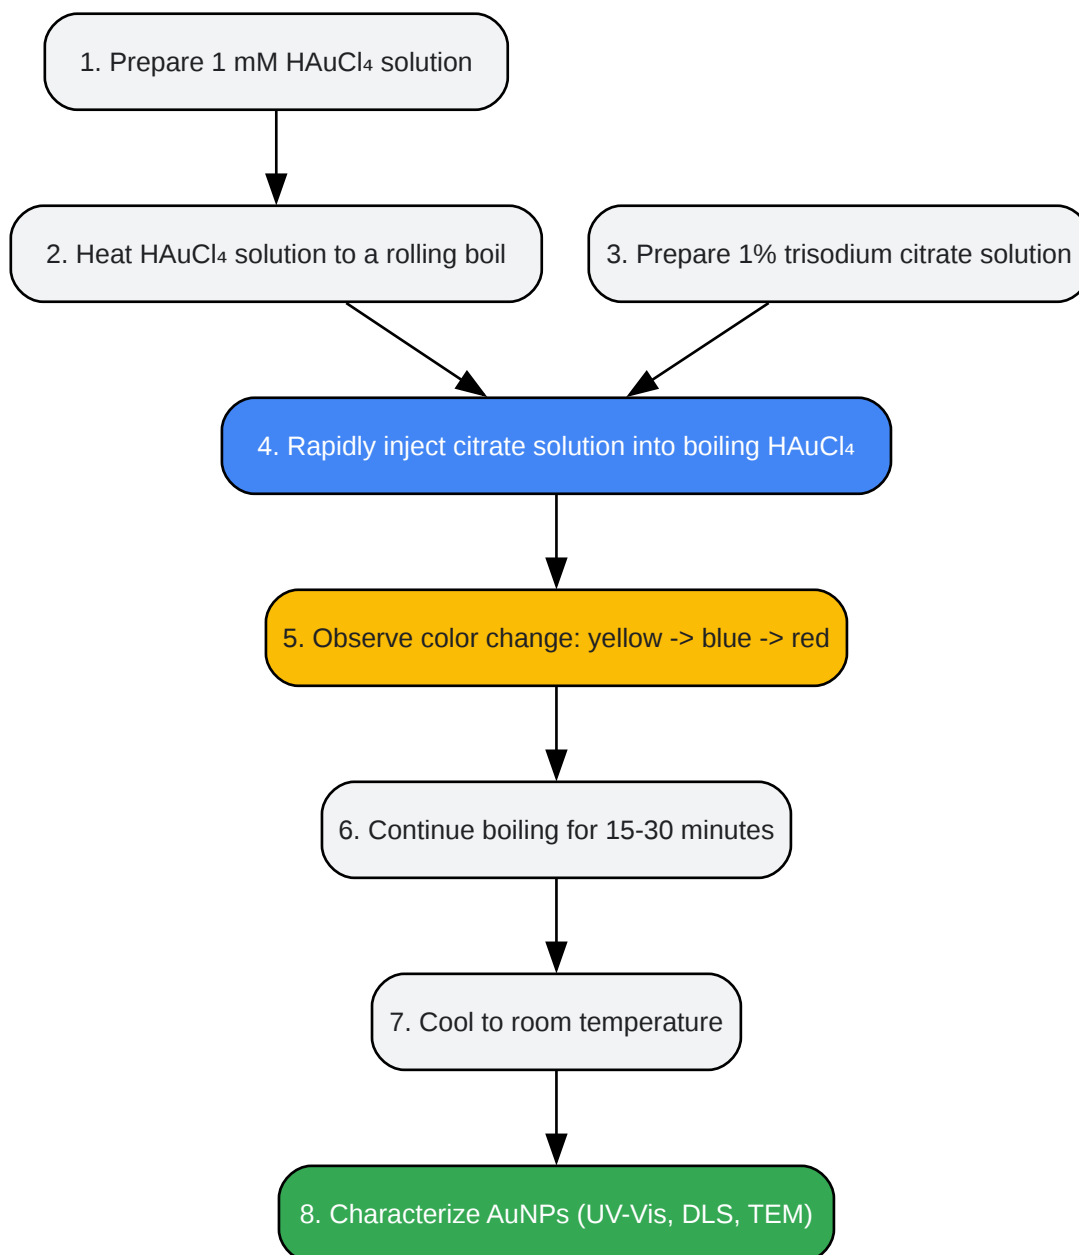 1. Prepare 1 mM HAuCl₄ solution
2. Heat HAuCl₄ solution to a rolling boil
3. Prepare 1% trisodium citrate solution
4. Rapidly inject citrate solution into boiling HAuCl₄
5. Observe color change: yellow -> blue -> red
6. Continue boiling for 15-30 minutes
7. Cool to room temperature
8. Characterize AuNPs (UV-Vis, DLS, TEM)